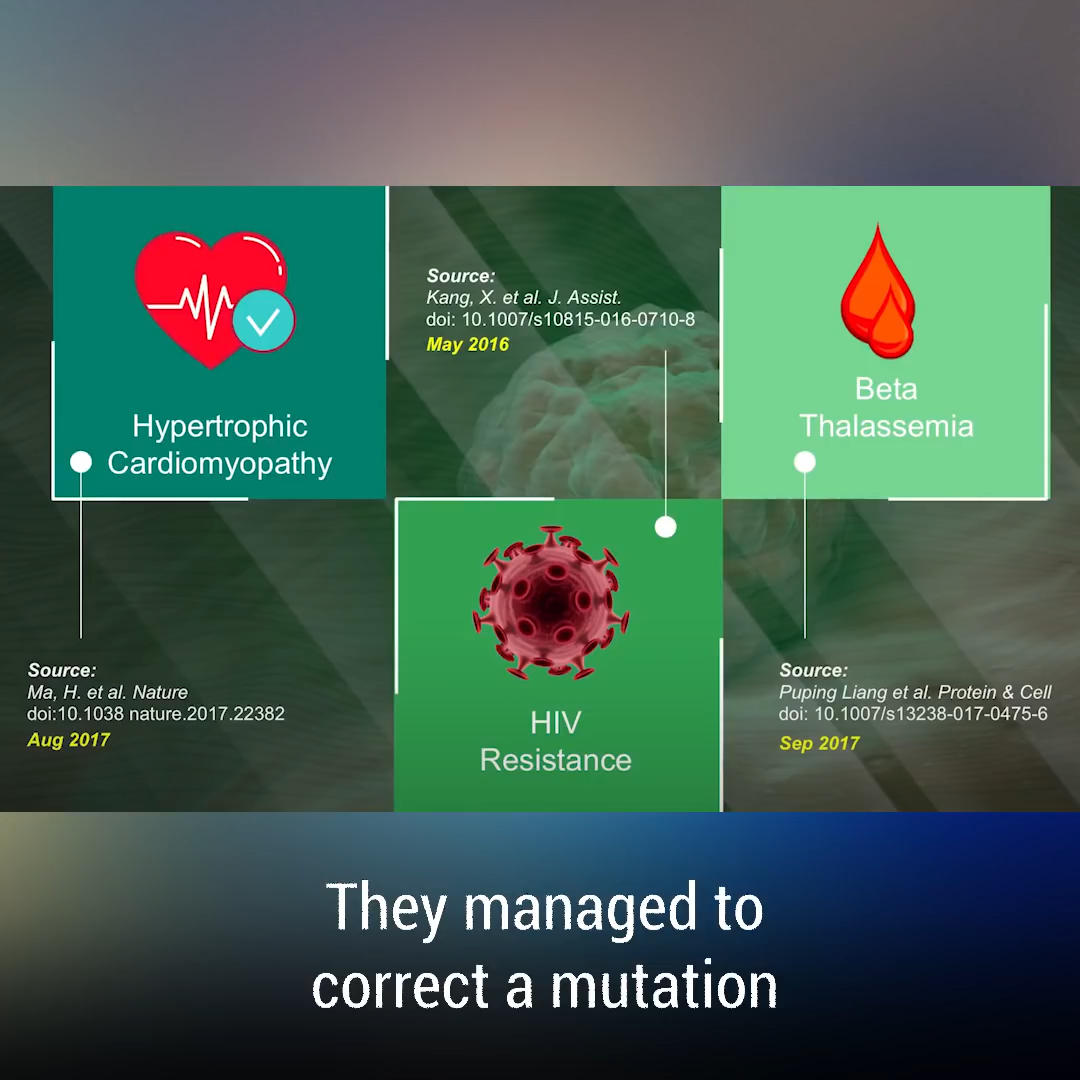 Hypertrophic
Cardiomyopathy
Source:
Ma, H. et al. Nature
doi:10.1038 nature.2017.22382
Aug 2017
Source:
Kang, X. et al. J. Assist.
doi: 10.1007/s10815-016-0710-8
May 2016
HIV
Resistance
Beta
Thalassemia
Source:
Puping Liang et al. Protein & Cell
doi: 10.1007/s13238-017-0475-6
Sep 2017
They managed to
correct a mutation